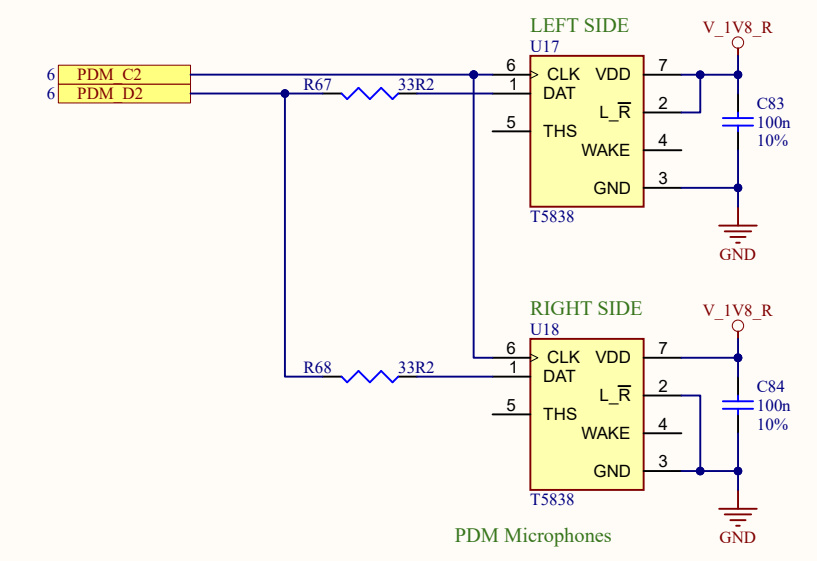 LEFT SIDE
U17
V_1V8_R
6 PDM_C2
6 PDM_D2
R67 33R2
6 CLK VDD 7
1 DAT
L_R̅ 2
5 THS
WAKE 4
GND 3
T5838
C83
100n
10%
GND
RIGHT SIDE
U18
V_1V8_R
R68 33R2
6 CLK VDD 7
1 DAT
L_R̅ 2
5 THS
WAKE 4
GND 3
T5838
C84
100n
10%
GND
PDM Microphones